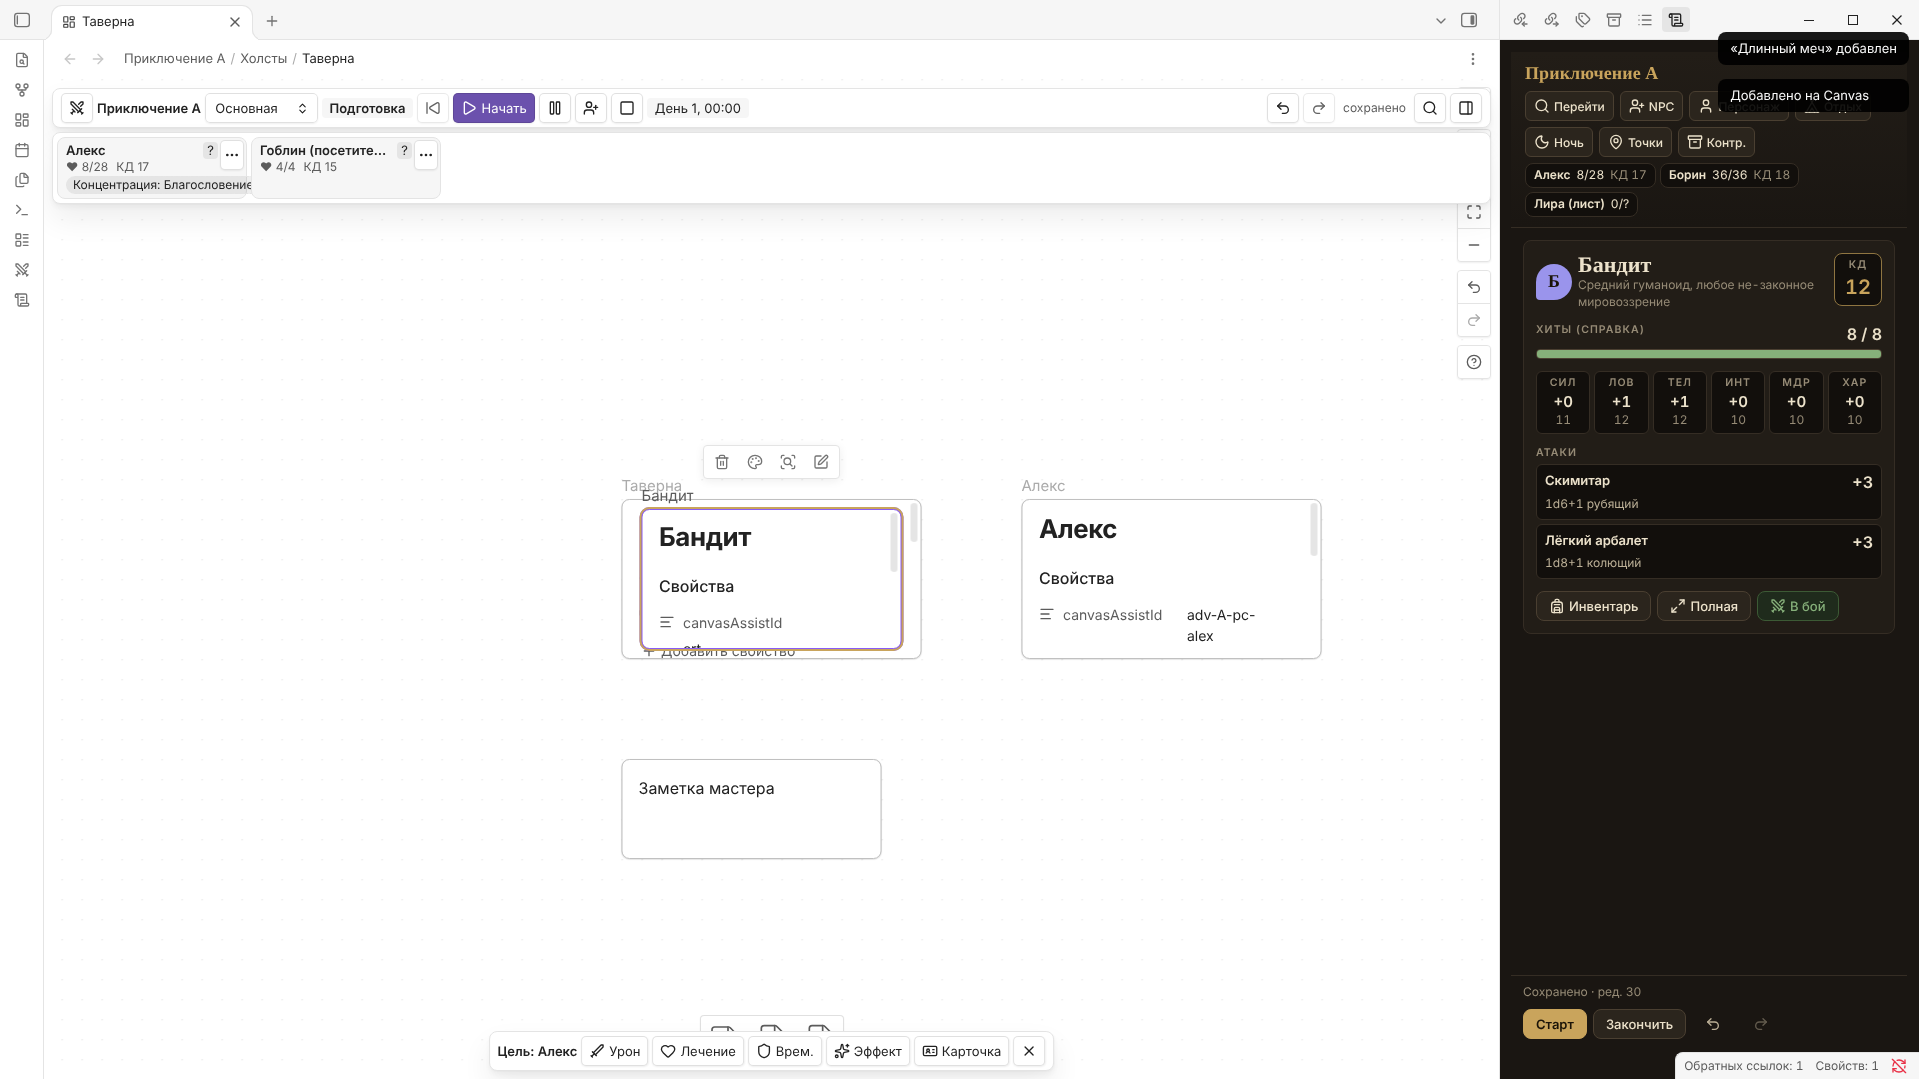 Таверна
Приключение А / Холсты / Таверна
Приключение А
Основная
Подготовка
Начать
День 1, 00:00
сохранено
Алекс
?
8/28 КД 17
Концентрация: Благословение
Гоблин (посетите...
?
4/4 КД 15
Таверна
Бандит
Бандит
Свойства
canvasAssistId
Добавить свойство
Алекс
Алекс
Свойства
canvasAssistId
adv-A-pc-
alex
Заметка мастера
Цель: Алекс
Урон
Лечение
Врем.
Эффект
Карточка
«Длинный меч» добавлен
Добавлено на Canvas
Приключение А
Перейти
NPC
Ночь
Точки
Контр.
Алекс 8/28 КД 17
Борин 36/36 КД 18
Лира (лист) 0/?
Б
Бандит
Средний гуманоид, любое не-законное
мировоззрение
КД
12
ХИТЫ (СПРАВКА)
8 / 8
СИЛ ЛОВ ТЕЛ ИНТ МДР ХАР
+0 +1 +1 +0 +0 +0
11 12 12 10 10 10
АТАКИ
Скимитар
+3
1d6+1 рубящий
Лёгкий арбалет
+3
1d8+1 колющий
Инвентарь
Полная
В бой
Сохранено · ред. 30
Старт
Закончить
Обратных ссылок: 1 Свойств: 1